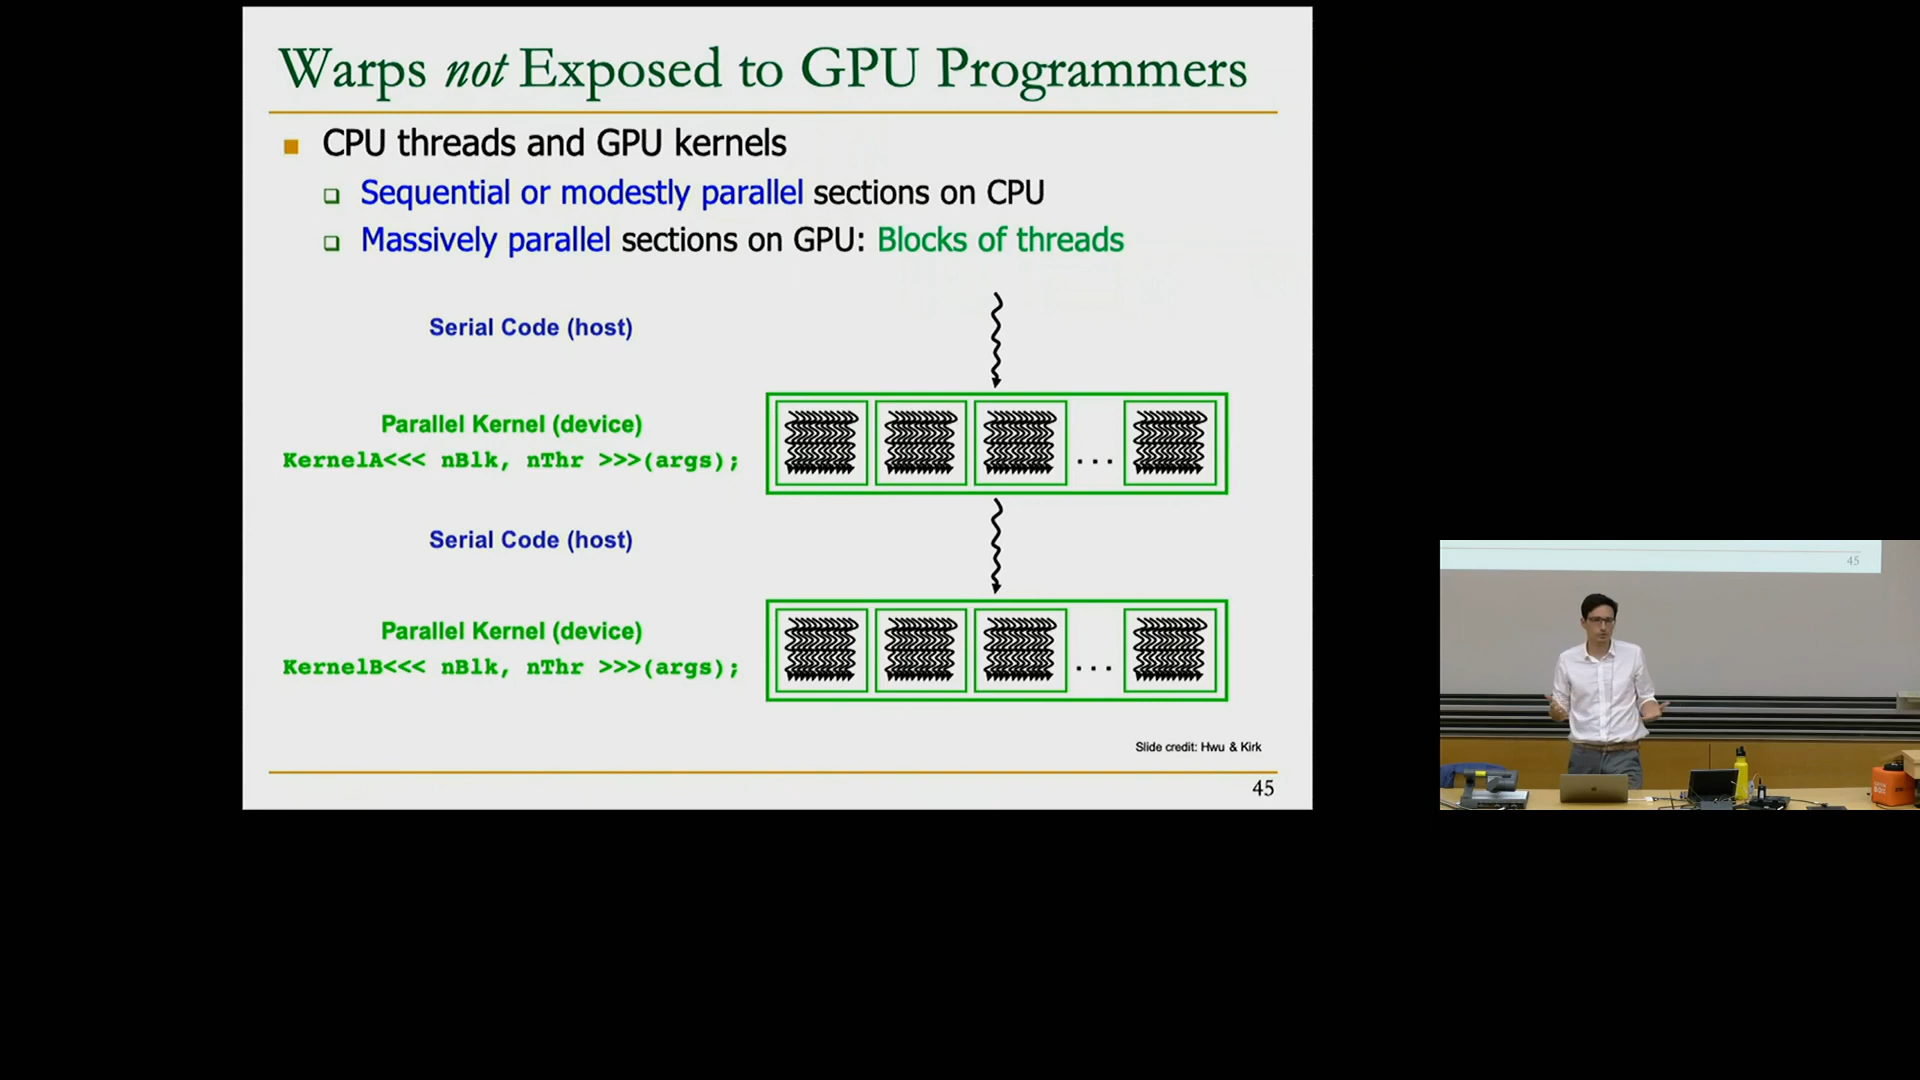 Warps not Exposed to GPU Programmers
CPU threads and GPU kernels
Sequential or modestly parallel sections on CPU
Massively parallel sections on GPU: Blocks of threads
Serial Code (host)
Parallel Kernel (device)
KernelA<<< nBlk, nThr >>>(args);
. . .
Serial Code (host)
Parallel Kernel (device)
KernelB<<< nBlk, nThr >>>(args);
. . .
Slide credit: Hwu & Kirk
45
45